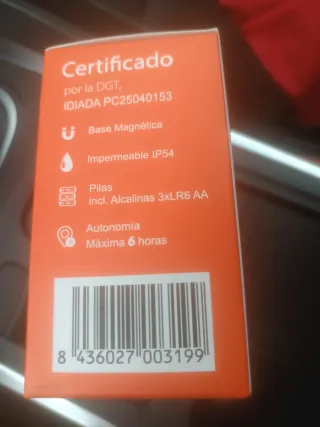 Certificado
por la DGT,
IDIADA PC25040153
Base Magnética
Impermeable IP54
Pilas
incl. Alcalinas 3xLR6 AA
Autonomía
Máxima 6 horas
8 436027 003199